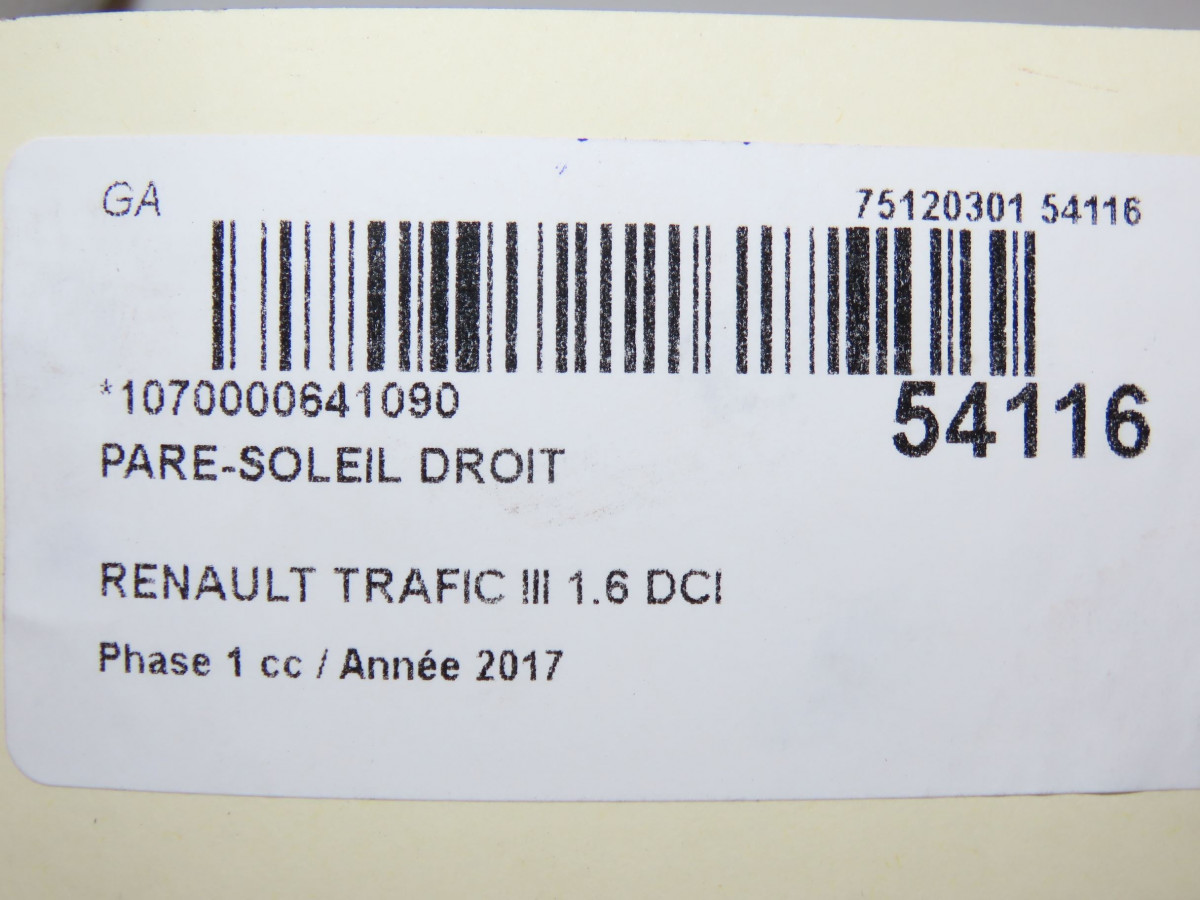 GA
75120301 54116
*1070000641090
54116
PARE-SOLEIL DROIT
RENAULT TRAFIC III 1.6 DCI
Phase 1 cc / Année 2017